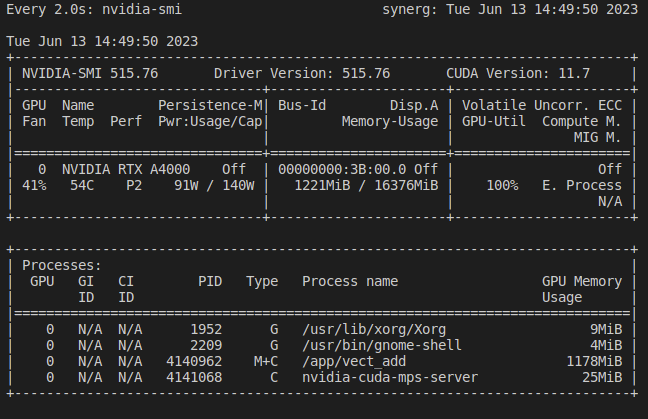 Every 2.0s: nvidia-smi                         synerg: Tue Jun 13 14:49:50 2023

Tue Jun 13 14:49:50 2023
+-----------------------------------------------------------------------------+
| NVIDIA-SMI 515.76       Driver Version: 515.76       CUDA Version: 11.7     |
|-------------------------------+----------------------+----------------------+
| GPU  Name        Persistence-M| Bus-Id        Disp.A | Volatile Uncorr. ECC |
| Fan  Temp  Perf  Pwr:Usage/Cap|         Memory-Usage | GPU-Util  Compute M. |
|                               |                      |               MIG M. |
|===============================+======================+======================|
|   0  NVIDIA RTX A4000    Off  | 00000000:3B:00.0 Off |                  Off |
| 41%   54C    P2    91W / 140W |   1221MiB / 16376MiB |    100%   E. Process |
|                               |                      |                  N/A |
+-------------------------------+----------------------+----------------------+

+-----------------------------------------------------------------------------+
| Processes:                                                                  |
|  GPU   GI   CI        PID   Type   Process name                  GPU Memory |
|        ID   ID                                                   Usage      |
|=============================================================================|
|    0   N/A  N/A      1952      G   /usr/lib/xorg/Xorg                  9MiB |
|    0   N/A  N/A      2209      G   /usr/bin/gnome-shell                4MiB |
|    0   N/A  N/A   4140962    M+C   /app/vect_add                    1178MiB |
|    0   N/A  N/A   4141068      C   nvidia-cuda-mps-server             25MiB |
+-----------------------------------------------------------------------------+